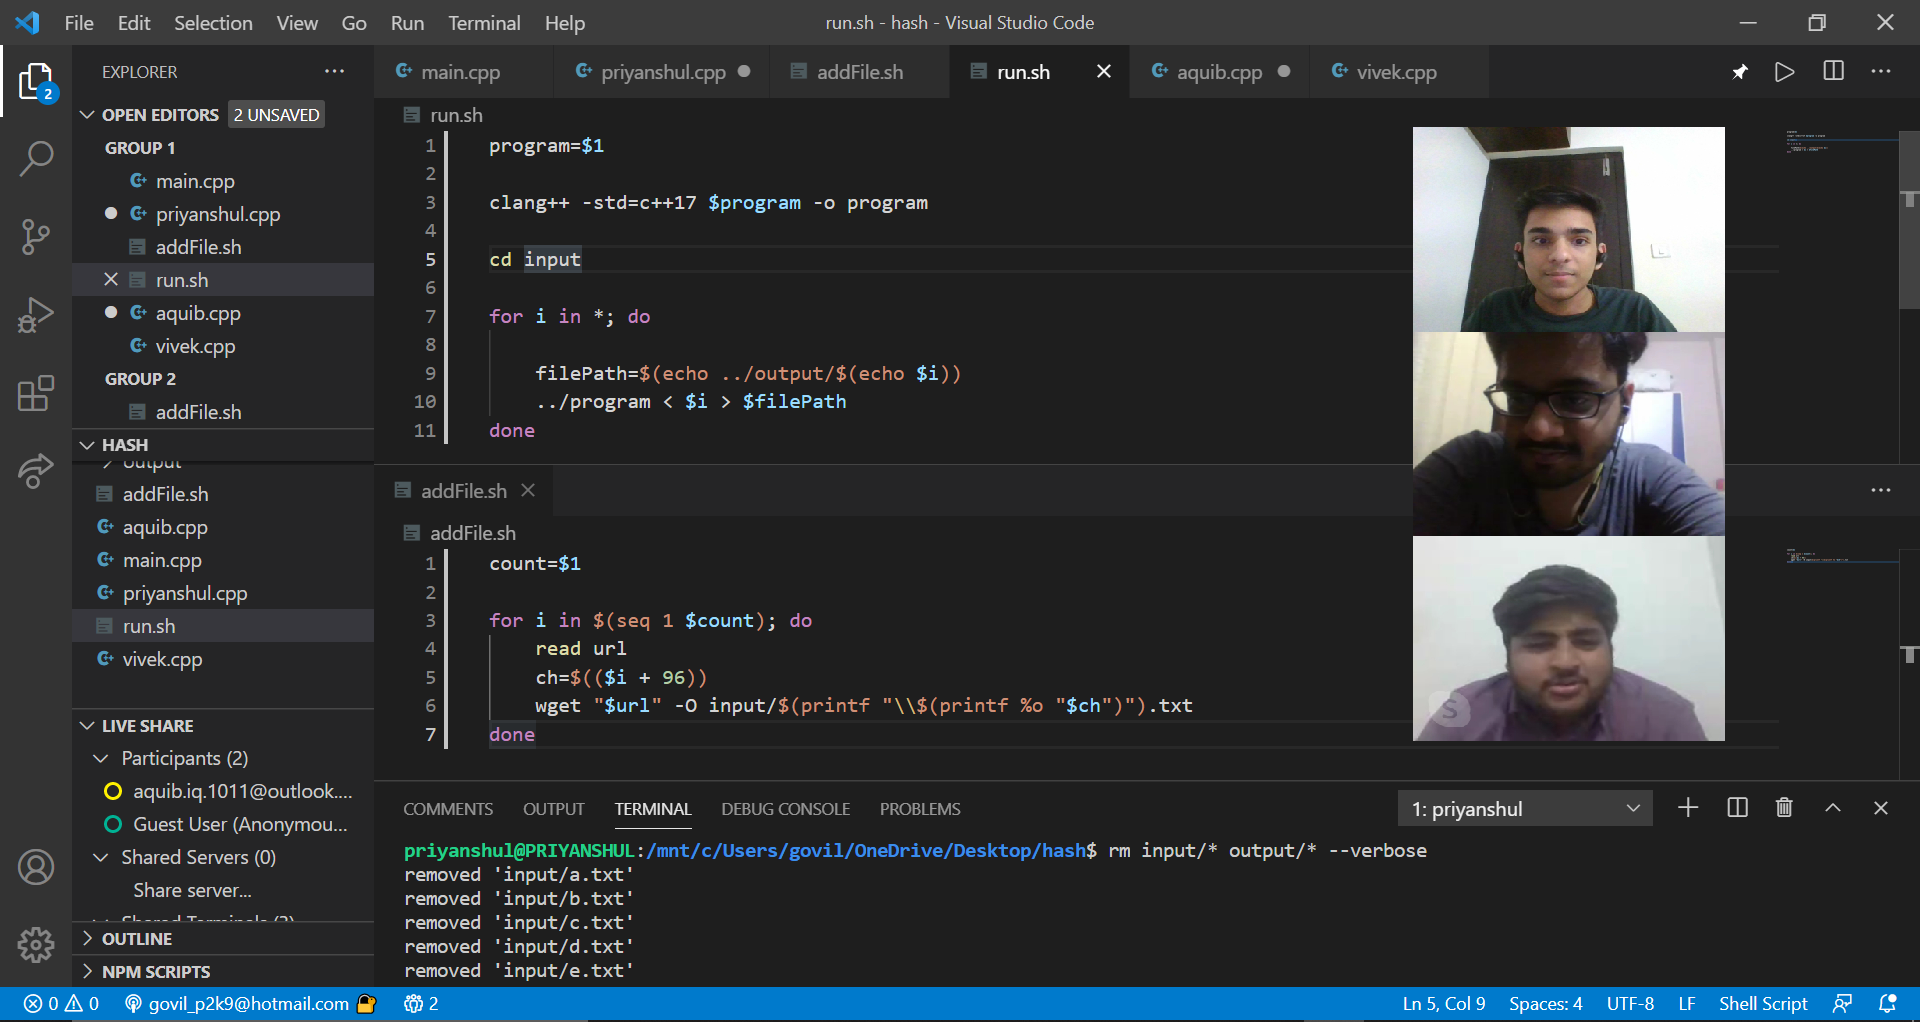 File Edit Selection View Go Run Terminal Help
run.sh - hash - Visual Studio Code
2
EXPLORER
OPEN EDITORS 2 UNSAVED
GROUP 1
main.cpp
priyanshul.cpp
addFile.sh
run.sh
aquib.cpp
vivek.cpp
GROUP 2
addFile.sh
HASH
output
addFile.sh
aquib.cpp
main.cpp
priyanshul.cpp
run.sh
vivek.cpp
LIVE SHARE
Participants (2)
aquib.iq.1011@outlook....
Guest User (Anonymou...
Shared Servers (0)
Share server...
Shared Terminals (2)
OUTLINE
NPM SCRIPTS
main.cpp priyanshul.cpp addFile.sh run.sh aquib.cpp vivek.cpp
run.sh
1 program=$1
2
3 clang++ -std=c++17 $program -o program
4
5 cd input
6
7 for i in *; do
8
9 filePath=$(echo ../output/$(echo $i))
10 ../program < $i > $filePath
11 done
addFile.sh
addFile.sh
1 count=$1
2
3 for i in $(seq 1 $count); do
4 read url
5 ch=$(($i + 96))
6 wget "$url" -O input/$(printf "\\$(printf %o "$ch")").txt
7 done
S
COMMENTS OUTPUT TERMINAL DEBUG CONSOLE PROBLEMS
1: priyanshul
priyanshul@PRIYANSHUL:/mnt/c/Users/govil/OneDrive/Desktop/hash$ rm input/* output/* --verbose
removed 'input/a.txt'
removed 'input/b.txt'
removed 'input/c.txt'
removed 'input/d.txt'
removed 'input/e.txt'
0 0 govil_p2k9@hotmail.com 2
Ln 5, Col 9 Spaces: 4 UTF-8 LF Shell Script